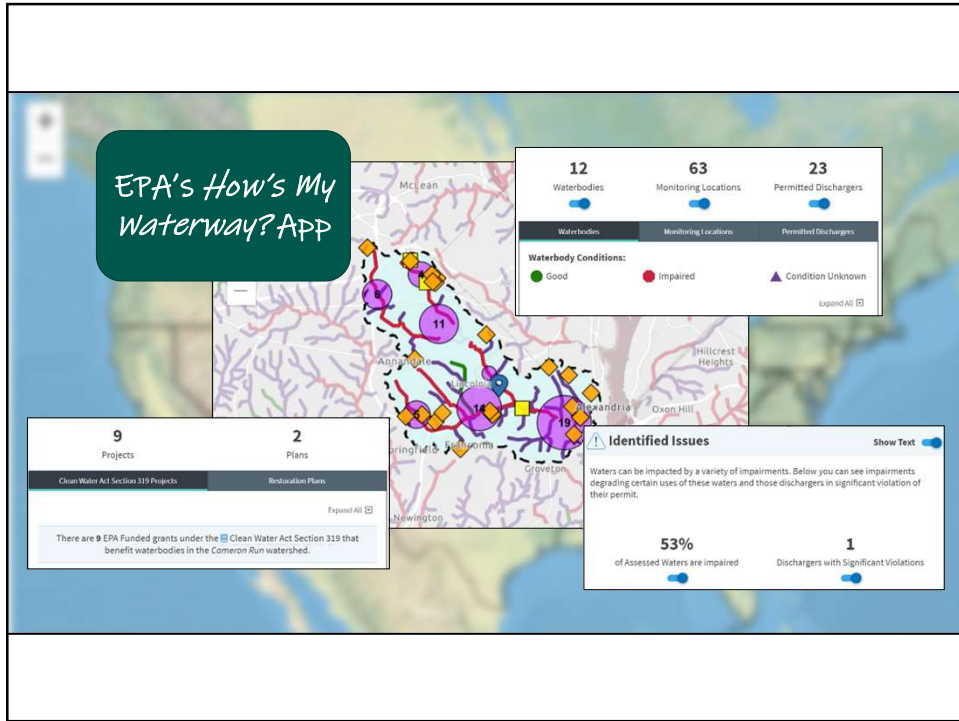 EPA's How's My
Waterway? App
McLean
Annandale
Lincolnia
Hillcrest
Heights
Alexandria
Oxon Hill
Springfield
Franconia
Groveton
Newington
6
4
11
5
14
19
12
63
23
Waterbodies
Monitoring Locations
Permitted Dischargers
Waterbodies
Monitoring Locations
Permitted Dischargers
Waterbody Conditions:
Good
Impaired
Condition Unknown
Expand All
9
2
Projects
Plans
Clean Water Act Section 319 Projects
Restoration Plans
Expand All
There are 9 EPA Funded grants under the Clean Water Act Section 319 that
benefit waterbodies in the Cameron Run watershed.
Identified Issues
Show Text
Waters can be impacted by a variety of impairments. Below you can see impairments
degrading certain uses of these waters and those dischargers in significant violation of
their permit.
53%
1
of Assessed Waters are impaired
Dischargers with Significant Violations